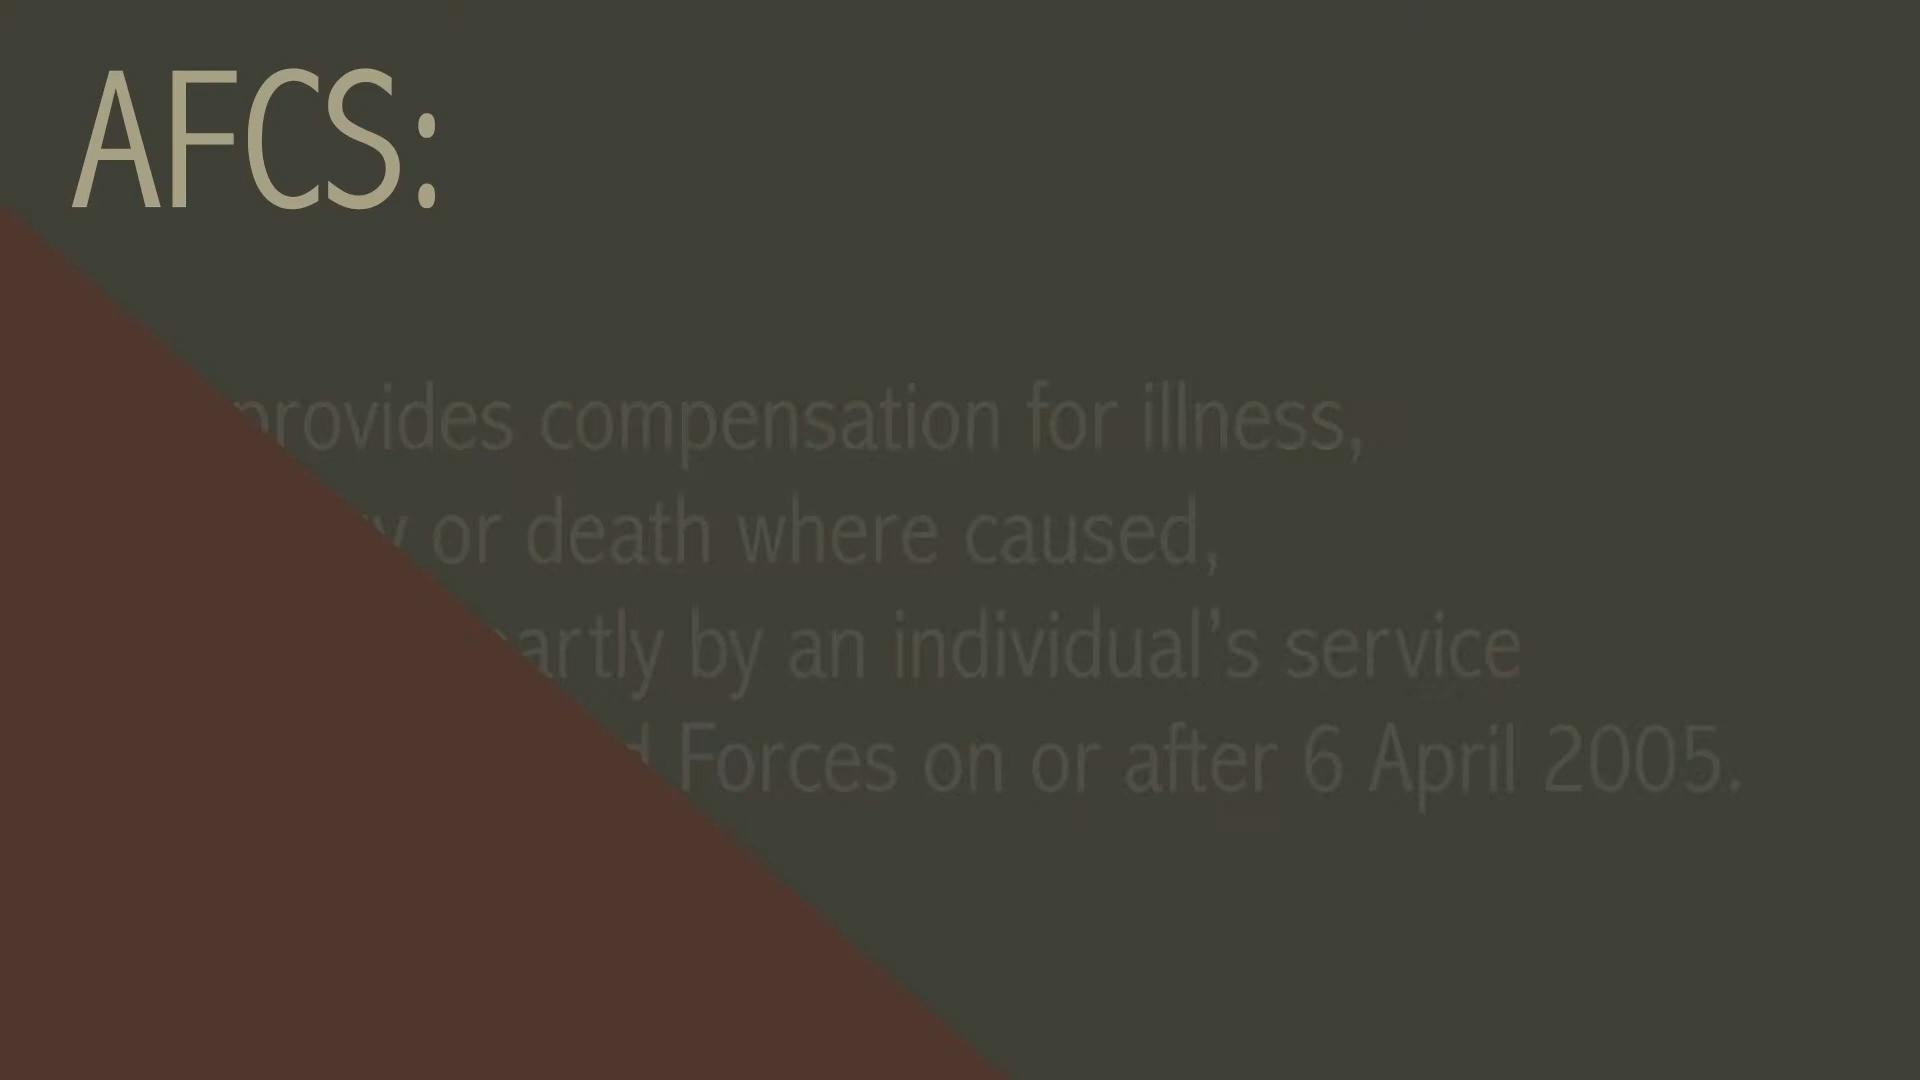 AFCS:
provides compensation for illness,
or death where caused,
partly by an individual's service
Forces on or after 6 April 2005.